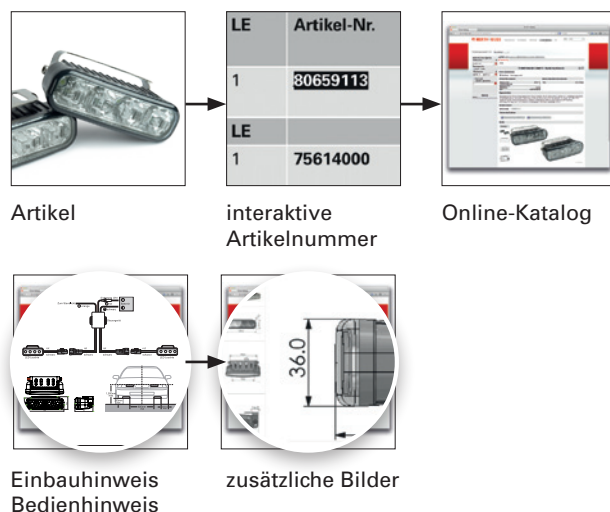 LE Artikel-Nr.
1 80659113
LE
1 75614000
Artikel
interaktive
Artikelnummer
Online-Katalog
36.0
Einbauhinweis
Bedienhinweis
zusätzliche Bilder